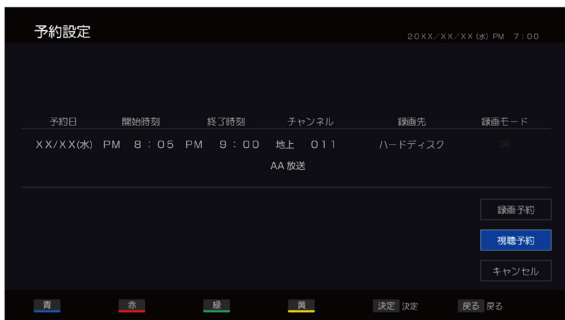 予約設定
20XX/XX/XX (水) PM 7:00
予約日 開始時刻 終了時刻 チャンネル 録画先 録画モード
XX/XX(水) PM 8:05 PM 9:00 地上 011 ハードディスク DR
AA 放送
録画予約
視聴予約
キャンセル
青 赤 緑 黄 決定 決定 戻る 戻る